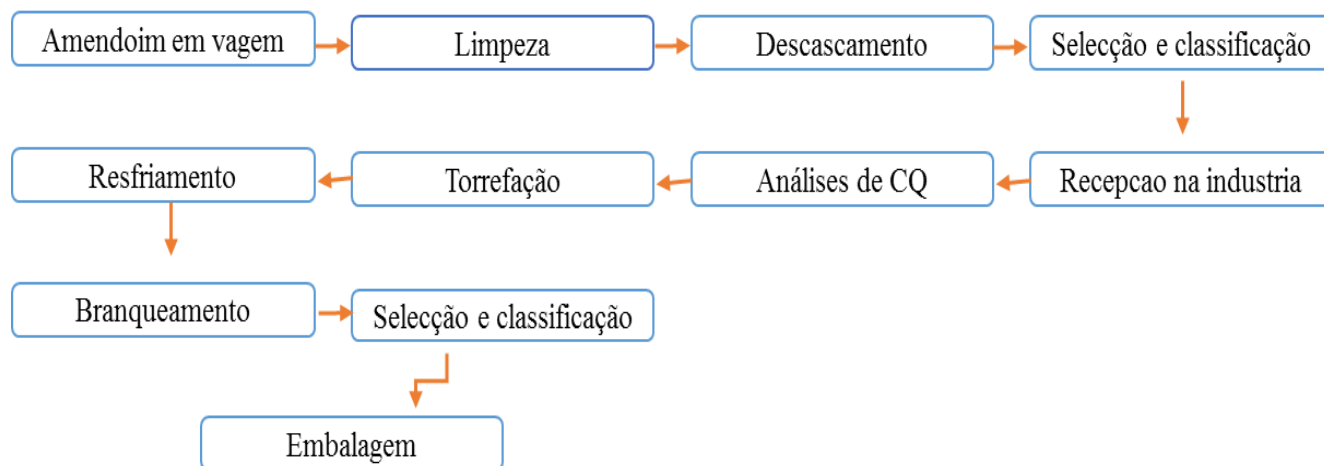 Amendoim em vagem
Limpeza
Descascamento
Selecção e classificação
Recepcao na industria
Análises de CQ
Torrefação
Resfriamento
Branqueamento
Selecção e classificação
Embalagem